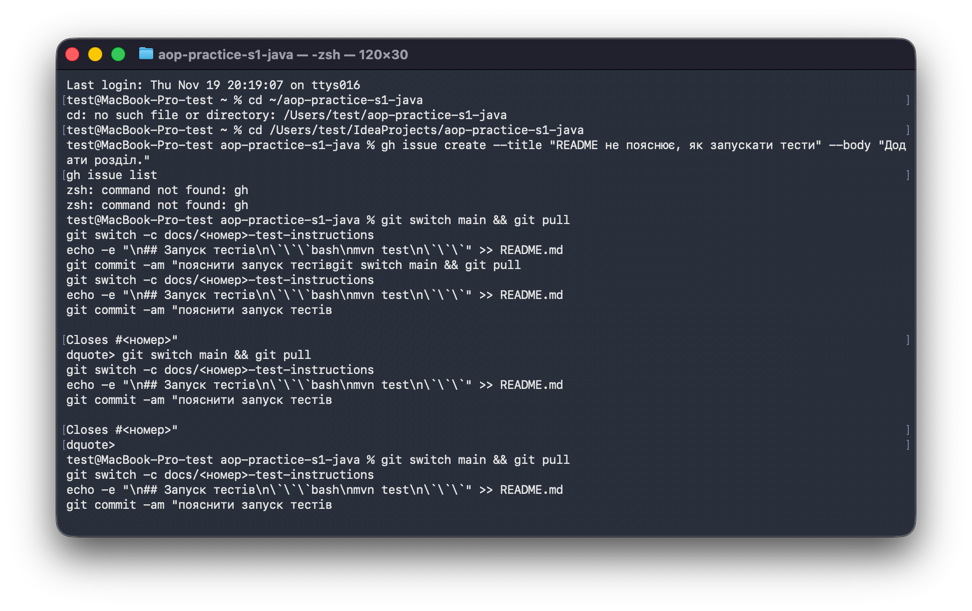 aop-practice-s1-java — -zsh — 120×30
Last login: Thu Nov 19 20:19:07 on ttys016
[test@MacBook-Pro-test ~ % cd ~/aop-practice-s1-java ]
cd: no such file or directory: /Users/test/aop-practice-s1-java
[test@MacBook-Pro-test ~ % cd /Users/test/IdeaProjects/aop-practice-s1-java ]
test@MacBook-Pro-test aop-practice-s1-java % gh issue create --title "README не пояснює, як запускати тести" --body "Дод
ати розділ."
[gh issue list ]
zsh: command not found: gh
zsh: command not found: gh
test@MacBook-Pro-test aop-practice-s1-java % git switch main && git pull
git switch -c docs/<номер>-test-instructions
echo -e "\n## Запуск тестів\n\`\`\`bash\nmvn test\n\`\`\`" >> README.md
git commit -am "пояснити запуск тестівgit switch main && git pull
git switch -c docs/<номер>-test-instructions
echo -e "\n## Запуск тестів\n\`\`\`bash\nmvn test\n\`\`\`" >> README.md
git commit -am "пояснити запуск тестів
[Closes #<номер>" ]
dquote> git switch main && git pull
git switch -c docs/<номер>-test-instructions
echo -e "\n## Запуск тестів\n\`\`\`bash\nmvn test\n\`\`\`" >> README.md
git commit -am "пояснити запуск тестів
[Closes #<номер>" ]
[dquote> ]
test@MacBook-Pro-test aop-practice-s1-java % git switch main && git pull
git switch -c docs/<номер>-test-instructions
echo -e "\n## Запуск тестів\n\`\`\`bash\nmvn test\n\`\`\`" >> README.md
git commit -am "пояснити запуск тестів